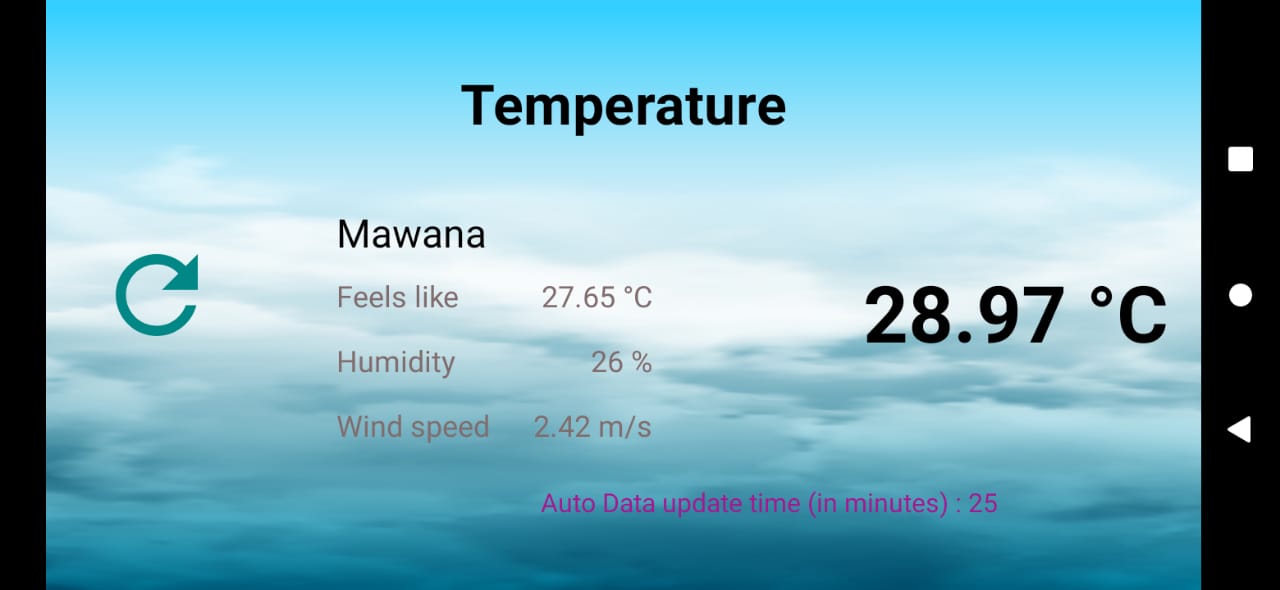 Temperature
Mawana
Feels like 27.65 °C
28.97 °C
Humidity 26 %
Wind speed 2.42 m/s
Auto Data update time (in minutes) : 25